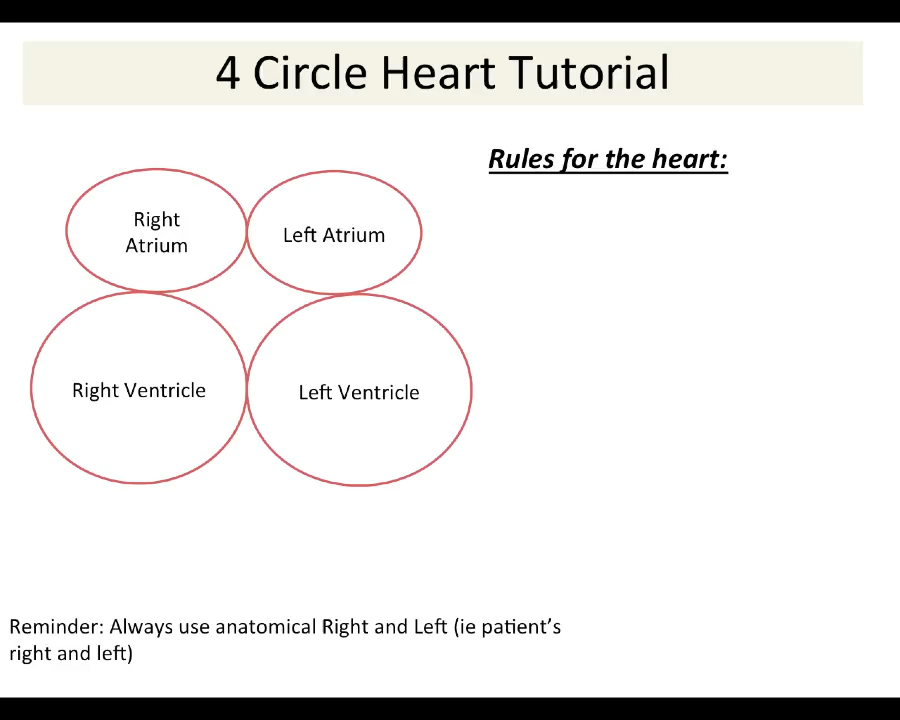 4 Circle Heart Tutorial
Rules for the heart:
Right
Atrium
Left Atrium
Right Ventricle
Left Ventricle
Reminder: Always use anatomical Right and Left (ie patient's
right and left)